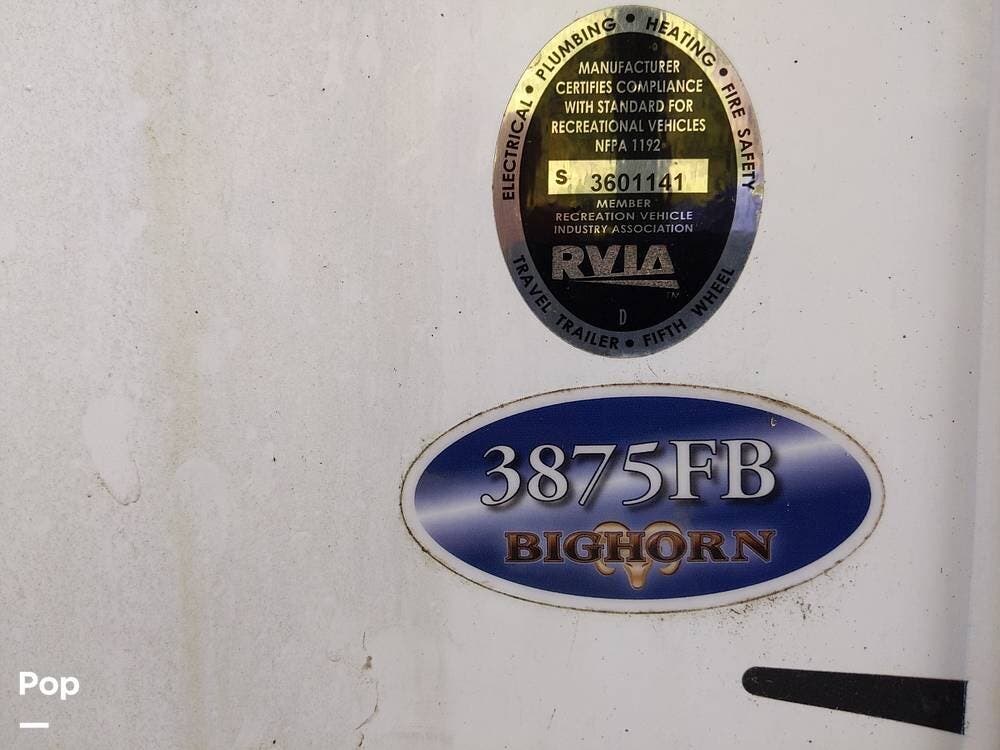 ELECTRICAL • PLUMBING • HEATING • FIRE SAFETY
MANUFACTURER
CERTIFIES COMPLIANCE
WITH STANDARD FOR
RECREATIONAL VEHICLES
NFPA 1192
S 3601141
MEMBER
RECREATION VEHICLE
INDUSTRY ASSOCIATION
RVIA
TM
D
TRAVEL TRAILER • FIFTH WHEEL
3875FB
BIGHORN
Pop